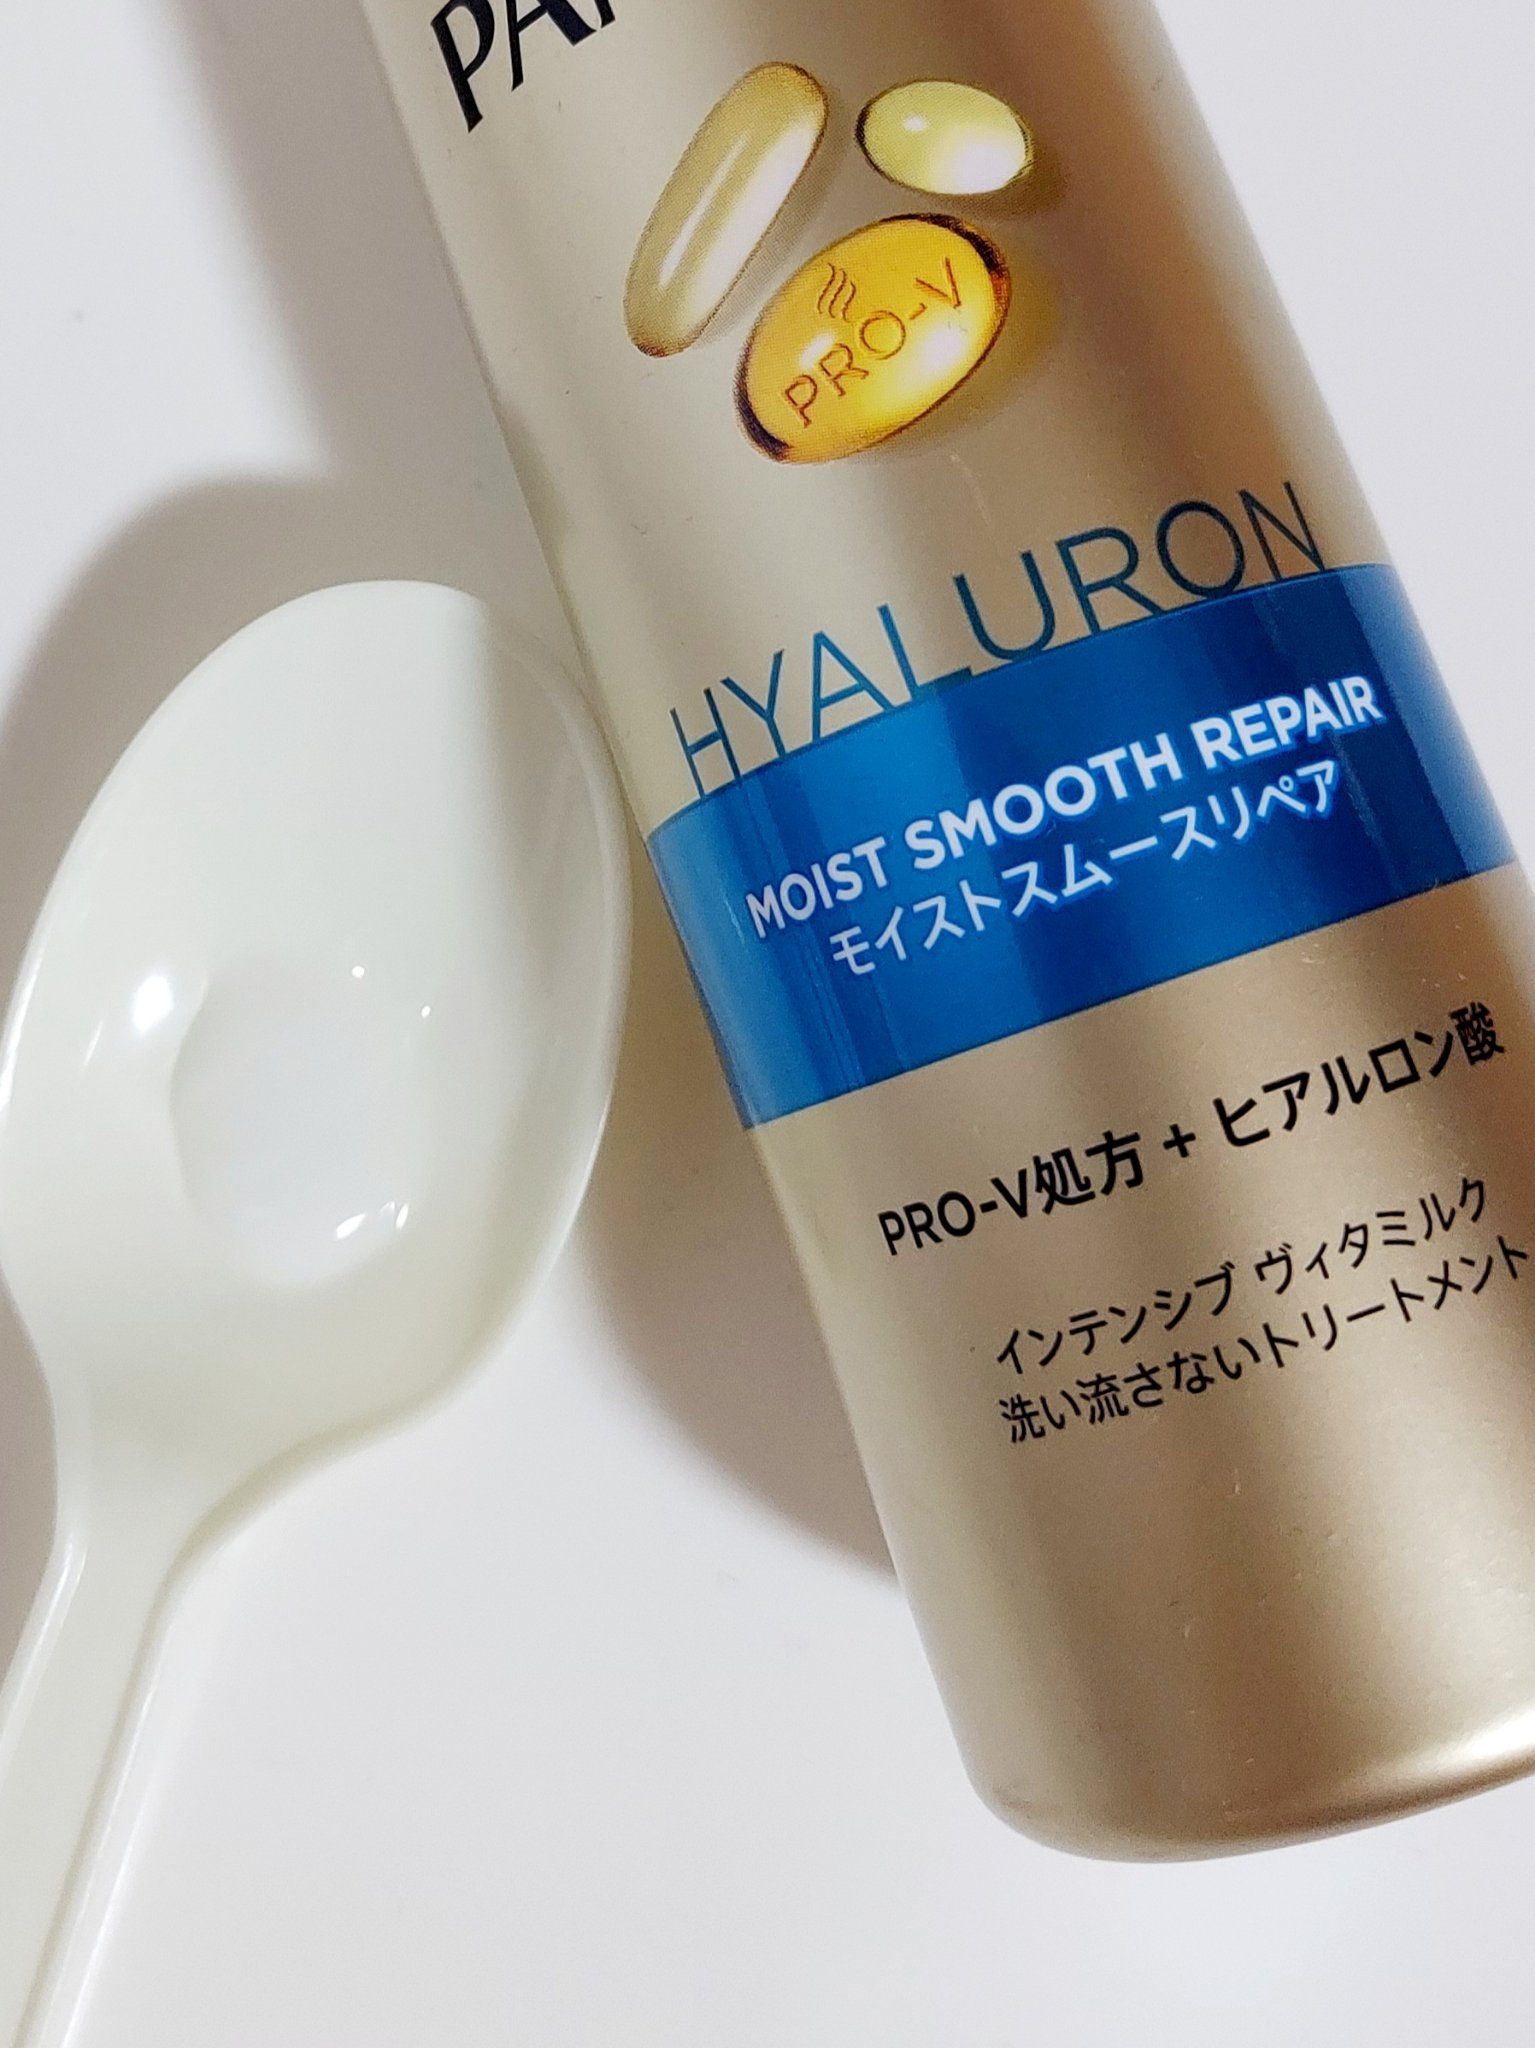 PRO-V
HYALURON
MOIST SMOOTH REPAIR
モイストスムースリペア
PRO-V処方 + ヒアルロン酸
インテンシブ ヴィタミルク
洗い流さないトリートメント